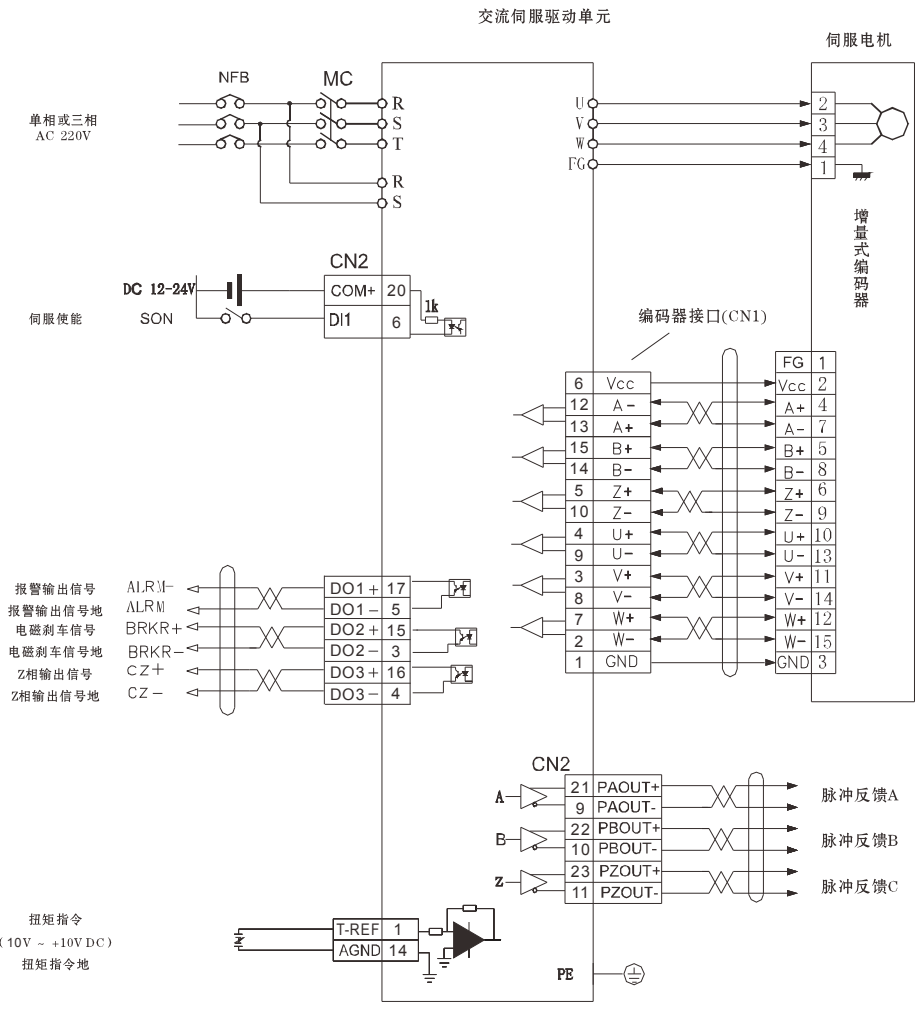 交流伺服驱动单元
伺服电机
NFB
MC
单相或三相
AC 220V
R
S
T
R
S
U
V
W
FG
2
3
4
1
增量式编码器
CN2
DC 12-24V
COM+ 20
1k
伺服使能
SON
DI1 6
编码器接口(CN1)
6 Vcc
12 A-
13 A+
15 B+
14 B-
5 Z+
10 Z-
4 U+
9 U-
3 V+
8 V-
7 W+
2 W-
1 GND
FG 1
Vcc 2
A+ 4
A- 7
B+ 5
B- 8
Z+ 6
Z- 9
U+ 10
U- 13
V+ 11
V- 14
W+ 12
W- 15
GND 3
报警输出信号 ALRM- DO1+ 17
报警输出信号地 ALRM DO1- 5
电磁刹车信号 BRKR+ DO2+ 15
电磁刹车信号地 BRKR- DO2- 3
Z相输出信号 CZ+ DO3+ 16
Z相输出信号地 CZ- DO3- 4
CN2
A
21 PAOUT+
9 PAOUT-
脉冲反馈A
B
22 PBOUT+
10 PBOUT-
脉冲反馈B
Z
23 PZOUT+
11 PZOUT-
脉冲反馈C
扭矩指令
(10V ~ +10V DC)
扭矩指令地
T-REF 1
AGND 14
PE